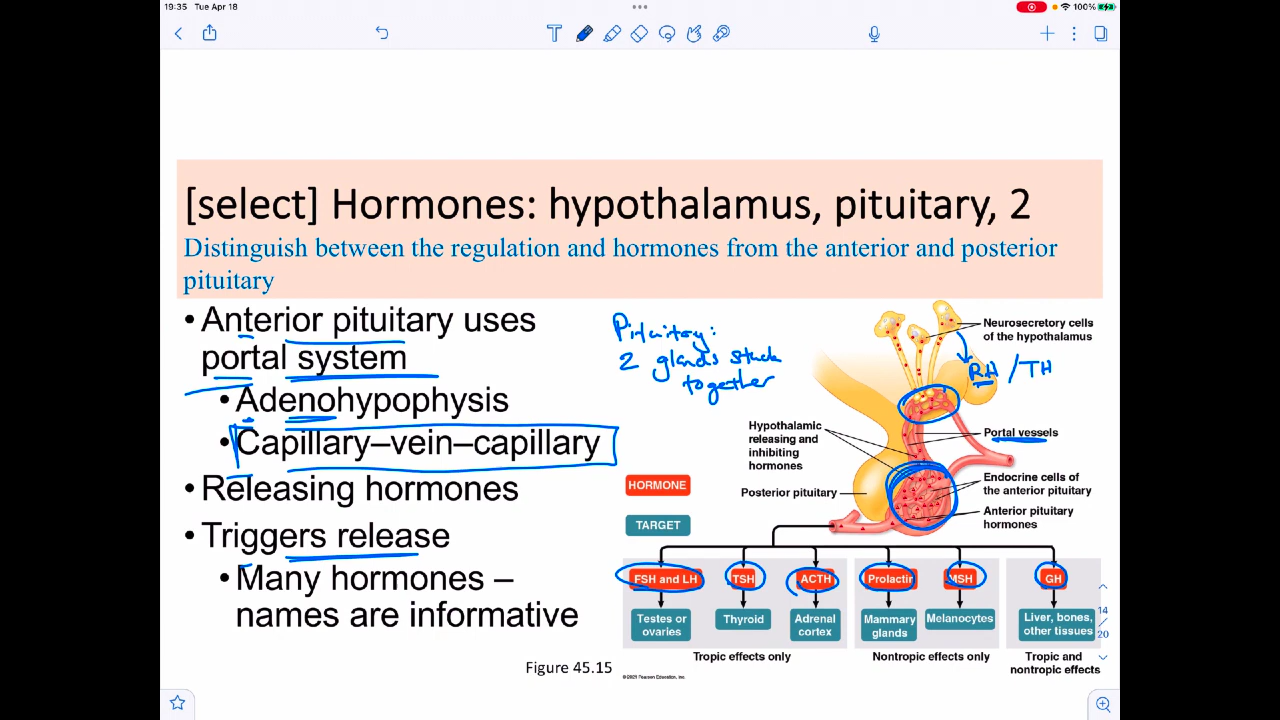 19:35 Tue Apr 18
100%
[select] Hormones: hypothalamus, pituitary, 2
Distinguish between the regulation and hormones from the anterior and posterior
pituitary
• Anterior pituitary uses
portal system
• Adenohypophysis
• Capillary–vein–capillary
• Releasing hormones
• Triggers release
• Many hormones –
names are informative
Figure 45.15
Pituitary:
2 glands stuck
together
Neurosecretory cells
of the hypothalamus
RH / TH
Hypothalamic
releasing and
inhibiting
hormones
Portal vessels
Endocrine cells of
the anterior pituitary
Posterior pituitary
Anterior pituitary
hormones
HORMONE
TARGET
FSH and LH
TSH
ACTH
Prolactin
MSH
GH
Testes or
ovaries
Thyroid
Adrenal
cortex
Mammary
glands
Melanocytes
Liver, bones,
other tissues
Tropic effects only
Nontropic effects only
Tropic and
nontropic effects
14
20
©2021 Pearson Education, Inc.